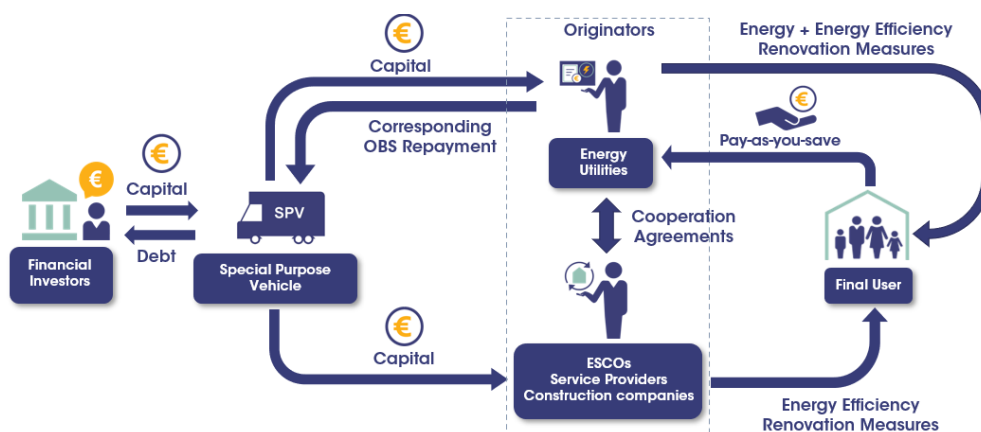 Originators
Energy + Energy Efficiency
Renovation Measures
€
Capital
Corresponding
OBS Repayment
€
Pay-as-you-save
Energy
Utilities
€
€
Capital
Debt
SPV
Financial
Investors
Special Purpose
Vehicle
Cooperation
Agreements
Final User
€
Capital
ESCOs
Service Providers
Construction companies
Energy Efficiency
Renovation Measures